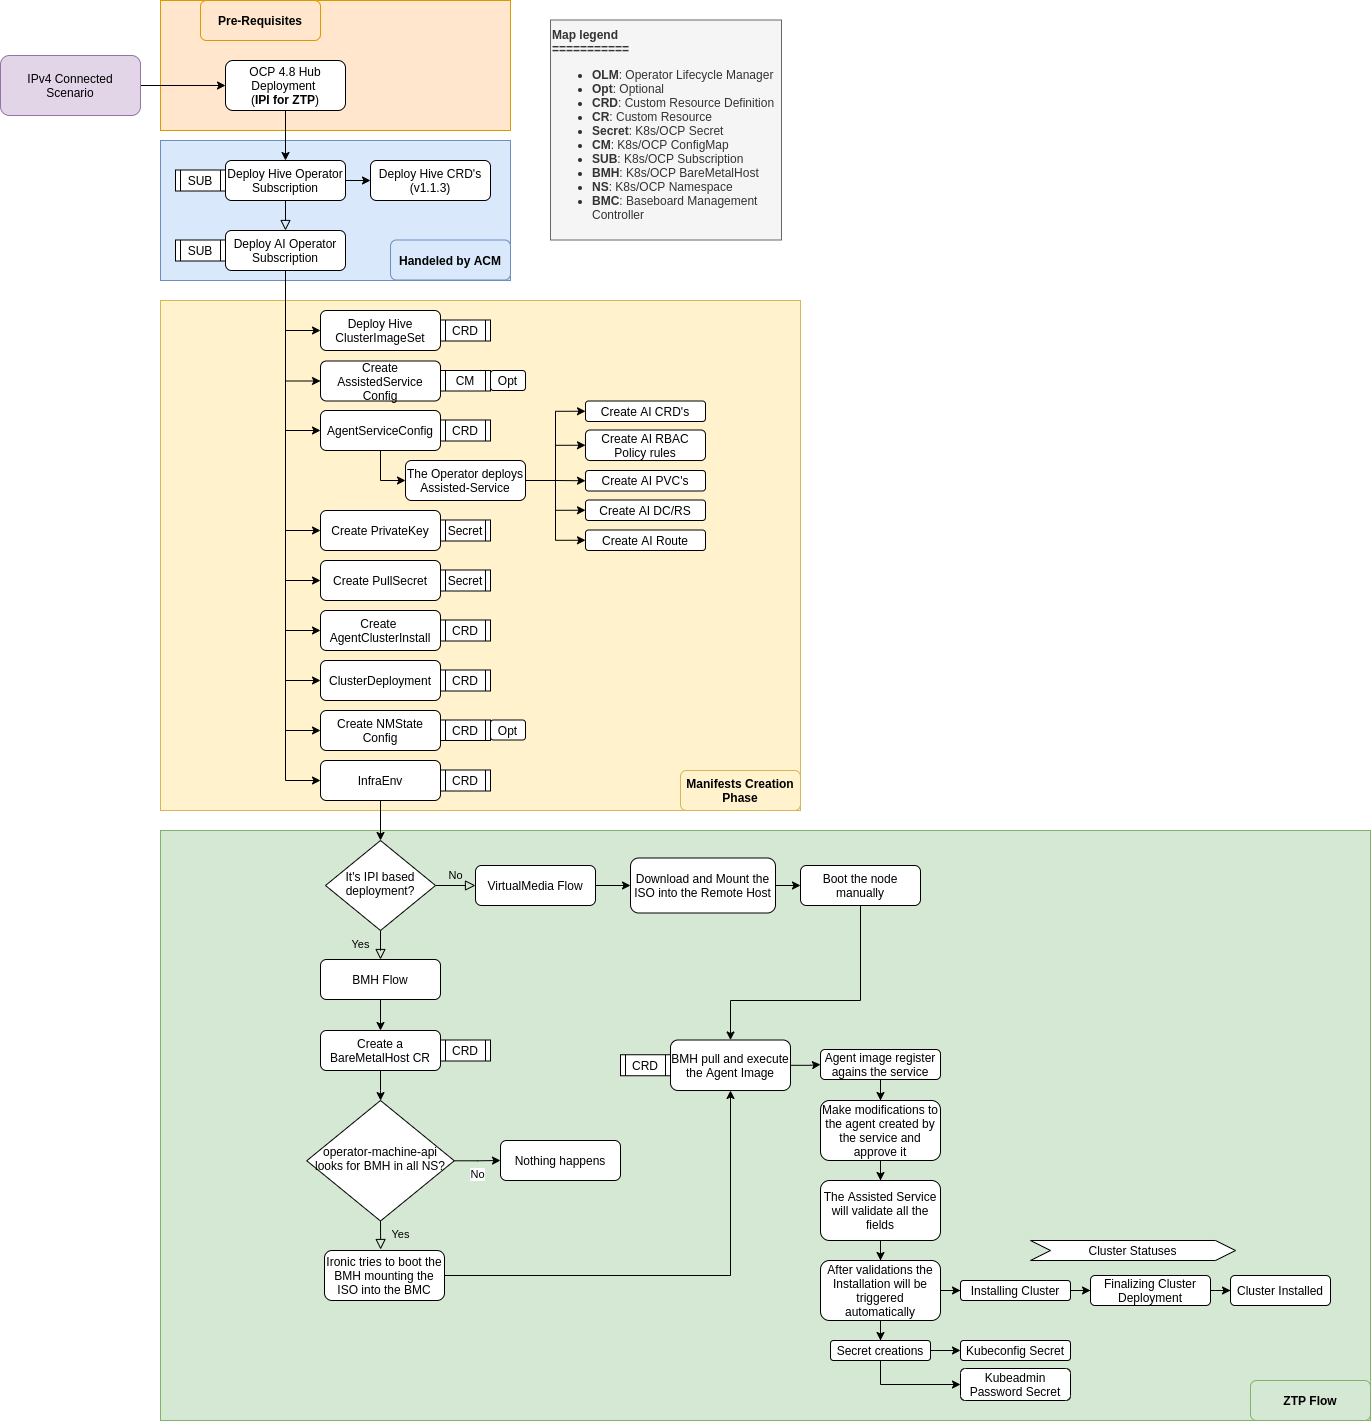 Pre-Requisites
IPv4 Connected
Scenario
OCP 4.8 Hub
Deployment
(IPI for ZTP)
Map legend
===========
• OLM: Operator Lifecycle Manager
• Opt: Optional
• CRD: Custom Resource Definition
• CR: Custom Resource
• Secret: K8s/OCP Secret
• CM: K8s/OCP ConfigMap
• SUB: K8s/OCP Subscription
• BMH: K8s/OCP BareMetalHost
• NS: K8s/OCP Namespace
• BMC: Baseboard Management
Controller
SUB
Deploy Hive Operator
Subscription
Deploy Hive CRD's
(v1.1.3)
SUB
Deploy AI Operator
Subscription
Handeled by ACM
Deploy Hive
ClusterImageSet
CRD
Create
AssistedService
Config
CM
Opt
AgentServiceConfig
CRD
The Operator deploys
Assisted-Service
Create AI CRD's
Create AI RBAC
Policy rules
Create AI PVC's
Create AI DC/RS
Create AI Route
Create PrivateKey
Secret
Create PullSecret
Secret
Create
AgentClusterInstall
CRD
ClusterDeployment
CRD
Create NMState
Config
CRD
Opt
InfraEnv
CRD
Manifests Creation
Phase
It's IPI based
deployment?
No
VirtualMedia Flow
Download and Mount the
ISO into the Remote Host
Boot the node
manually
Yes
BMH Flow
Create a
BareMetalHost CR
CRD
operator-machine-api
looks for BMH in all NS?
No
Nothing happens
Yes
Ironic tries to boot the
BMH mounting the
ISO into the BMC
CRD
BMH pull and execute
the Agent Image
Agent image register
agains the service
Make modifications to
the agent created by
the service and
approve it
The Assisted Service
will validate all the
fields
After validations the
Installation will be
triggered
automatically
Cluster Statuses
Installing Cluster
Finalizing Cluster
Deployment
Cluster Installed
Secret creations
Kubeconfig Secret
Kubeadmin
Password Secret
ZTP Flow